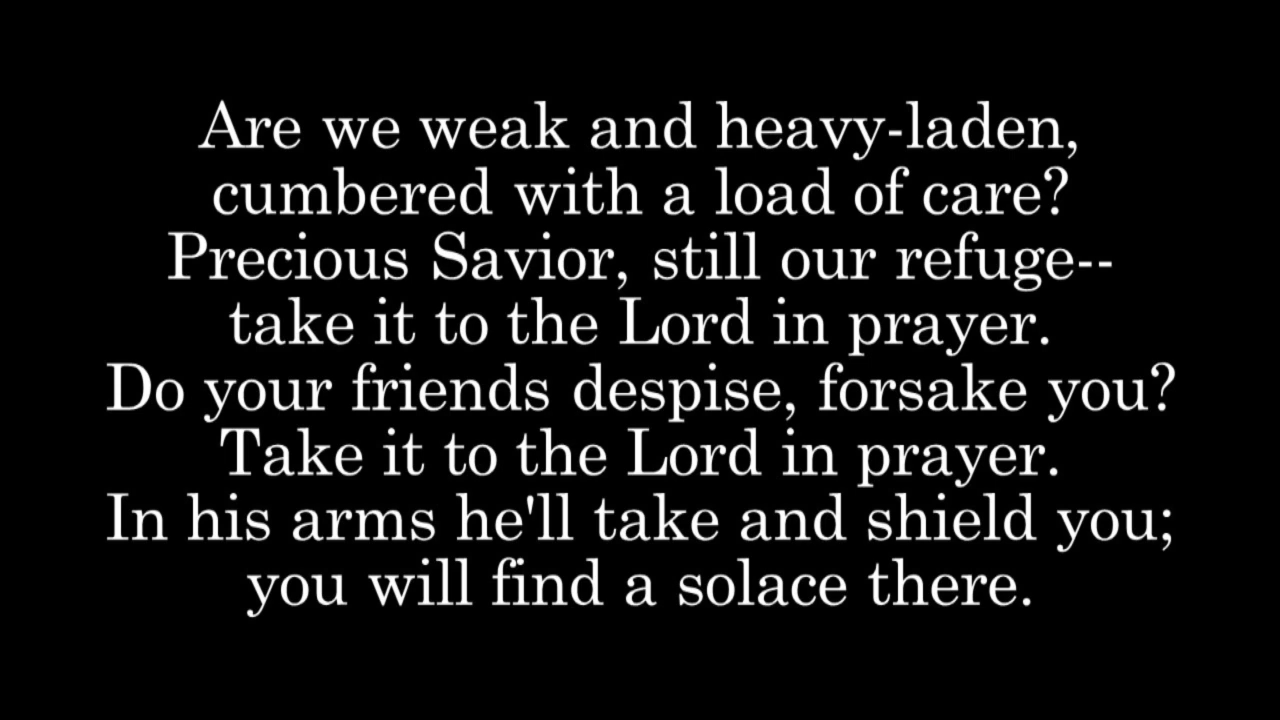 Are we weak and heavy-laden,
cumbered with a load of care?
Precious Savior, still our refuge--
take it to the Lord in prayer.
Do your friends despise, forsake you?
Take it to the Lord in prayer.
In his arms he'll take and shield you;
you will find a solace there.